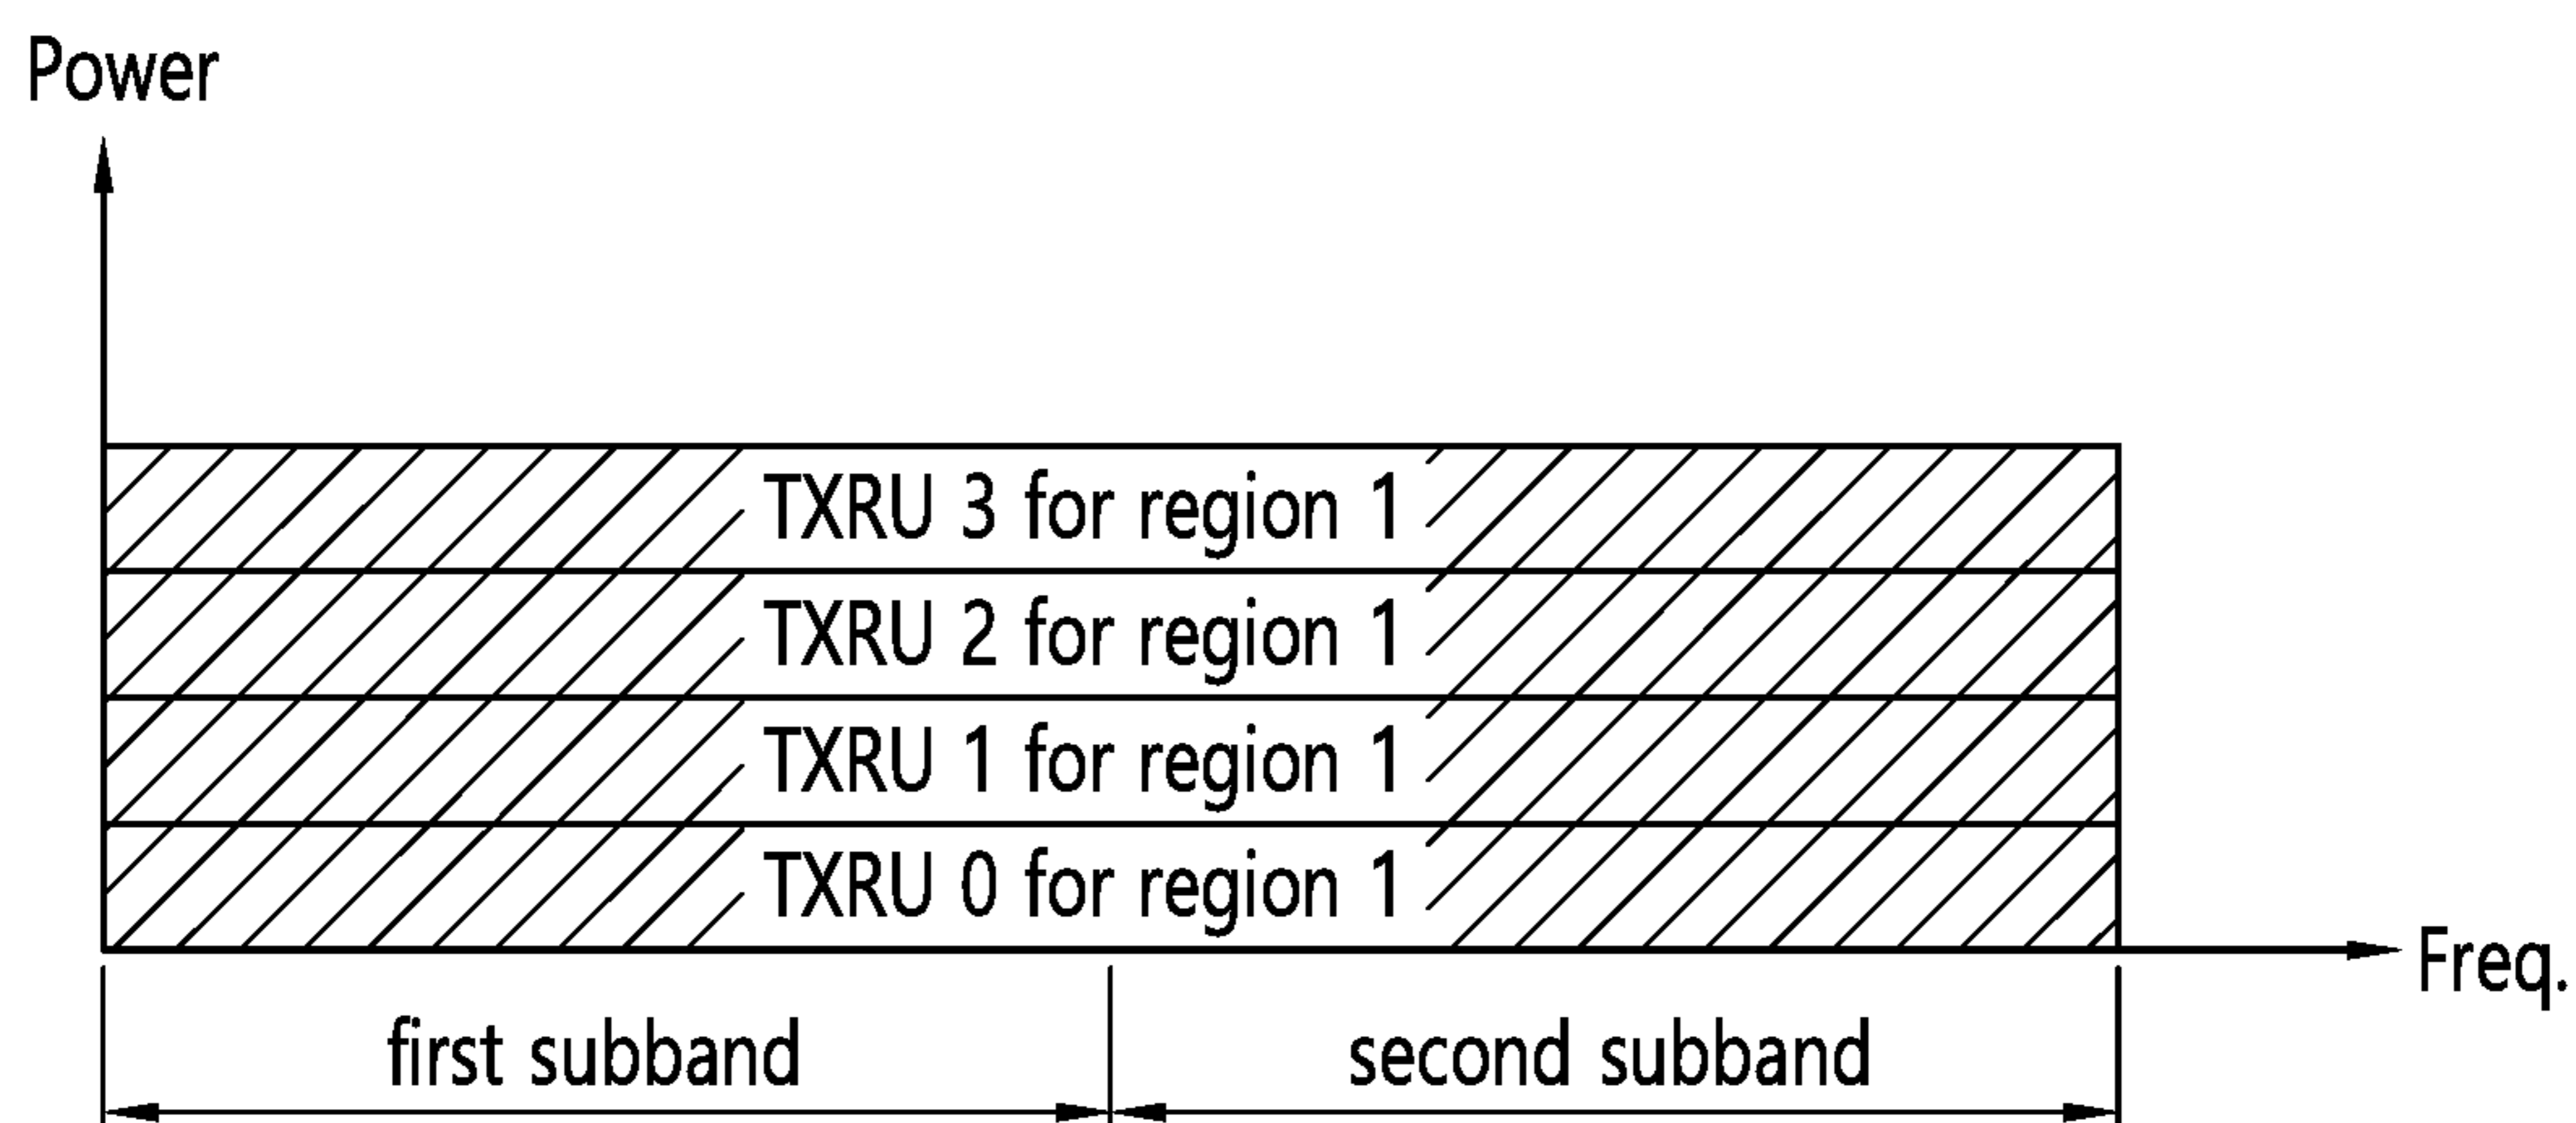 Power
TXRU 3 for region 1
TXRU 2 for region 1
TXRU 1 for region 1
TXRU 0 for region 1
Freq.
first subband
second subband